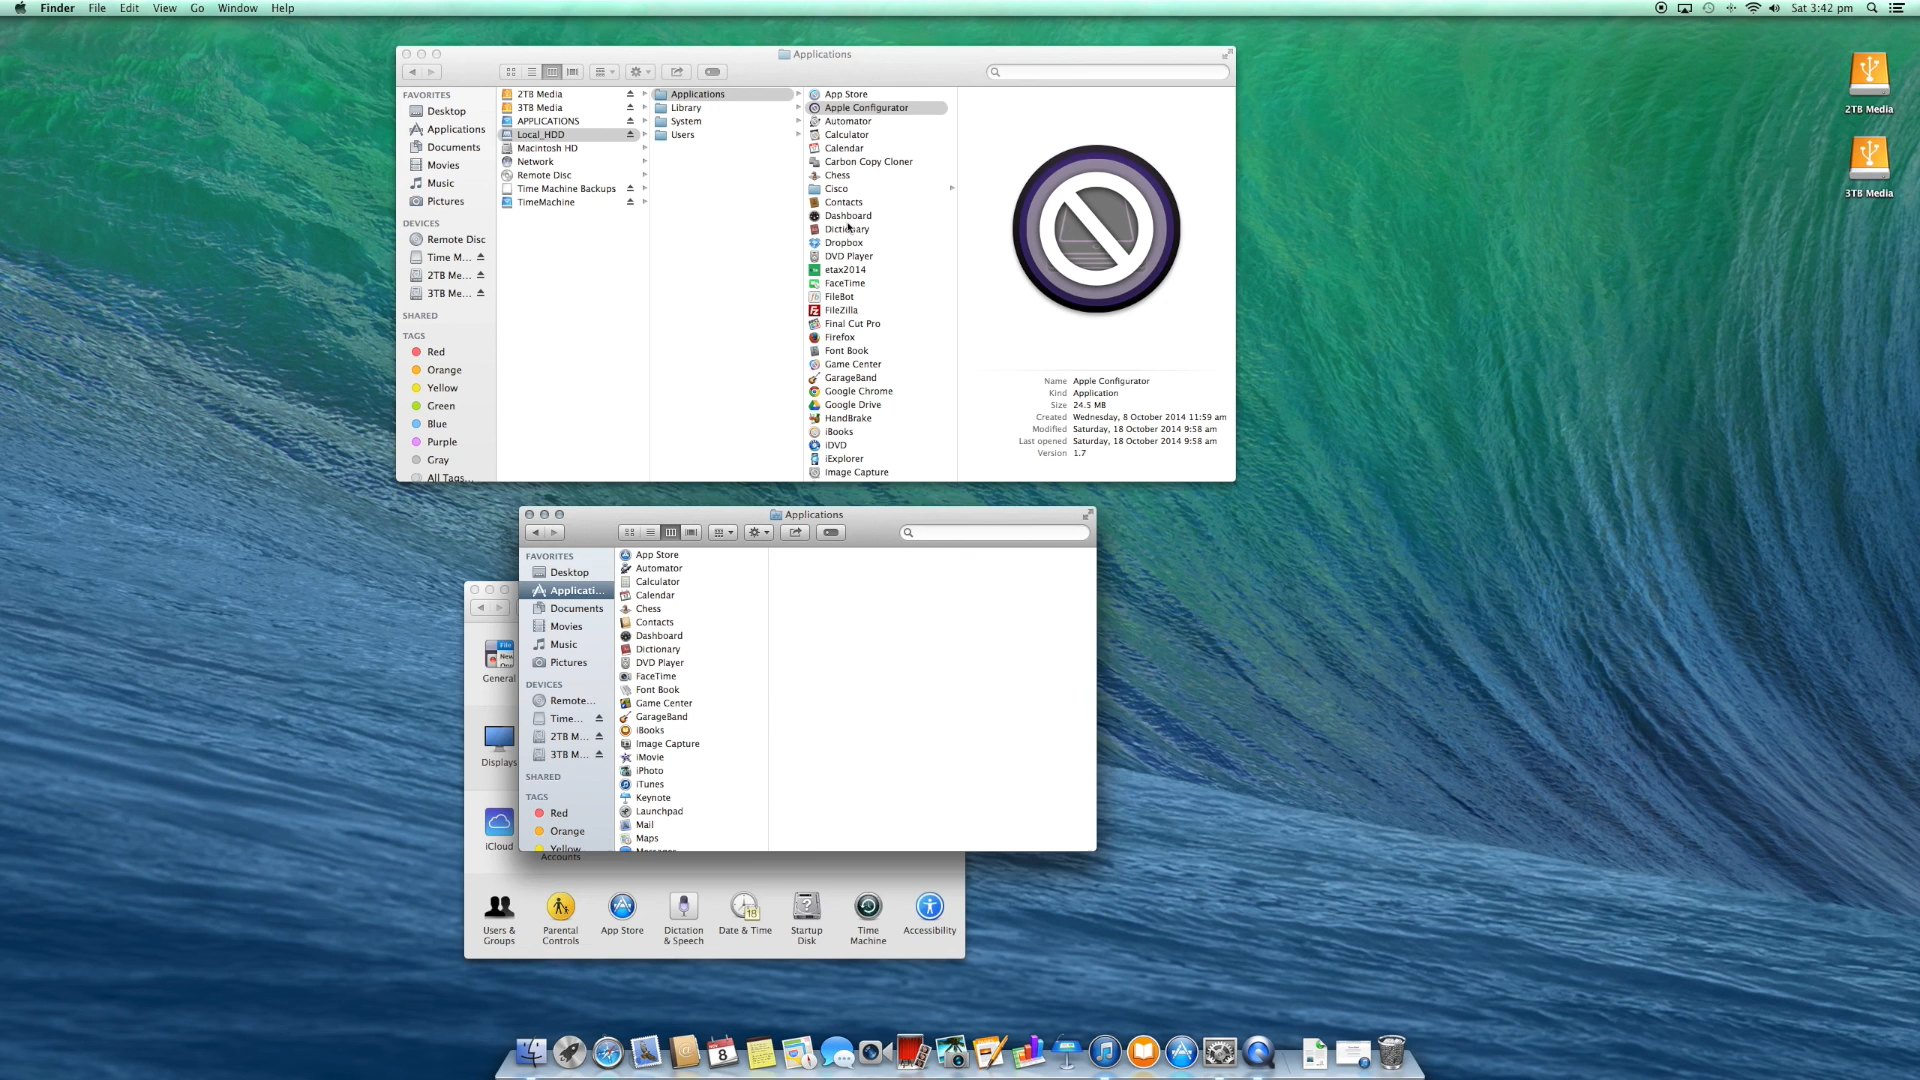 Finder File Edit View Go Window Help
Sat 3:42 pm
2TB Media
3TB Media
Applications
FAVORITES
Desktop
Applications
Documents
Movies
Music
Pictures
DEVICES
Remote Disc
Time M...
2TB Me...
3TB Me...
SHARED
TAGS
Red
Orange
Yellow
Green
Blue
Purple
Gray
All Tags...
2TB Media
3TB Media
APPLICATIONS
Local_HDD
Macintosh HD
Network
Remote Disc
Time Machine Backups
TimeMachine
Applications
Library
System
Users
App Store
Apple Configurator
Automator
Calculator
Calendar
Carbon Copy Cloner
Chess
Cisco
Contacts
Dashboard
Dictionary
Dropbox
DVD Player
etax2014
FaceTime
FileBot
FileZilla
Final Cut Pro
Firefox
Font Book
Game Center
GarageBand
Google Chrome
Google Drive
HandBrake
iBooks
iDVD
iExplorer
Image Capture
Name Apple Configurator
Kind Application
Size 24.5 MB
Created Wednesday, 8 October 2014 11:59 am
Modified Saturday, 18 October 2014 9:58 am
Last opened Saturday, 18 October 2014 9:58 am
Version 1.7
Applications
FAVORITES
Desktop
Applicati...
Documents
Movies
Music
Pictures
DEVICES
Remote...
Time...
2TB M...
3TB M...
SHARED
TAGS
Red
Orange
Yellow
App Store
Automator
Calculator
Calendar
Chess
Contacts
Dashboard
Dictionary
DVD Player
FaceTime
Font Book
Game Center
GarageBand
iBooks
Image Capture
iMovie
iPhoto
iTunes
Keynote
Launchpad
Mail
Maps
Messages
File
New
General
Displays
iCloud
Accounts
Users &
Groups
Parental
Controls
App Store
Dictation
& Speech
18
Date & Time
Startup
Disk
Time
Machine
Accessibility
NOV
8